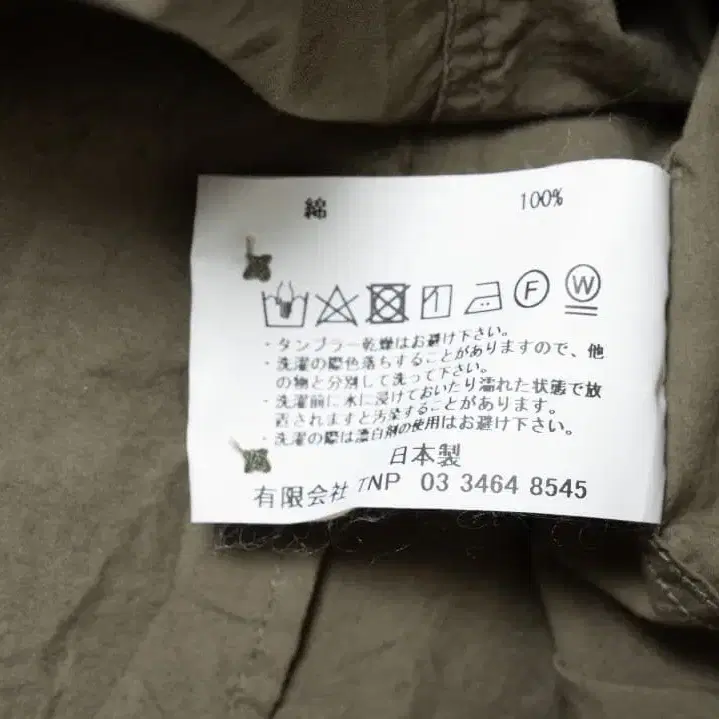 綿 100%
F W
・タンブラー乾燥はお避け下さい。
・洗濯の際色落ちすることがありますので、他
の物と分別して洗って下さい。
・洗濯前に水に浸けておいたり濡れた状態で放
置されますと汚染することがあります。
・洗濯の際は漂白剤の使用はお避け下さい。
日本製
有限会社 TNP 03 3464 8545